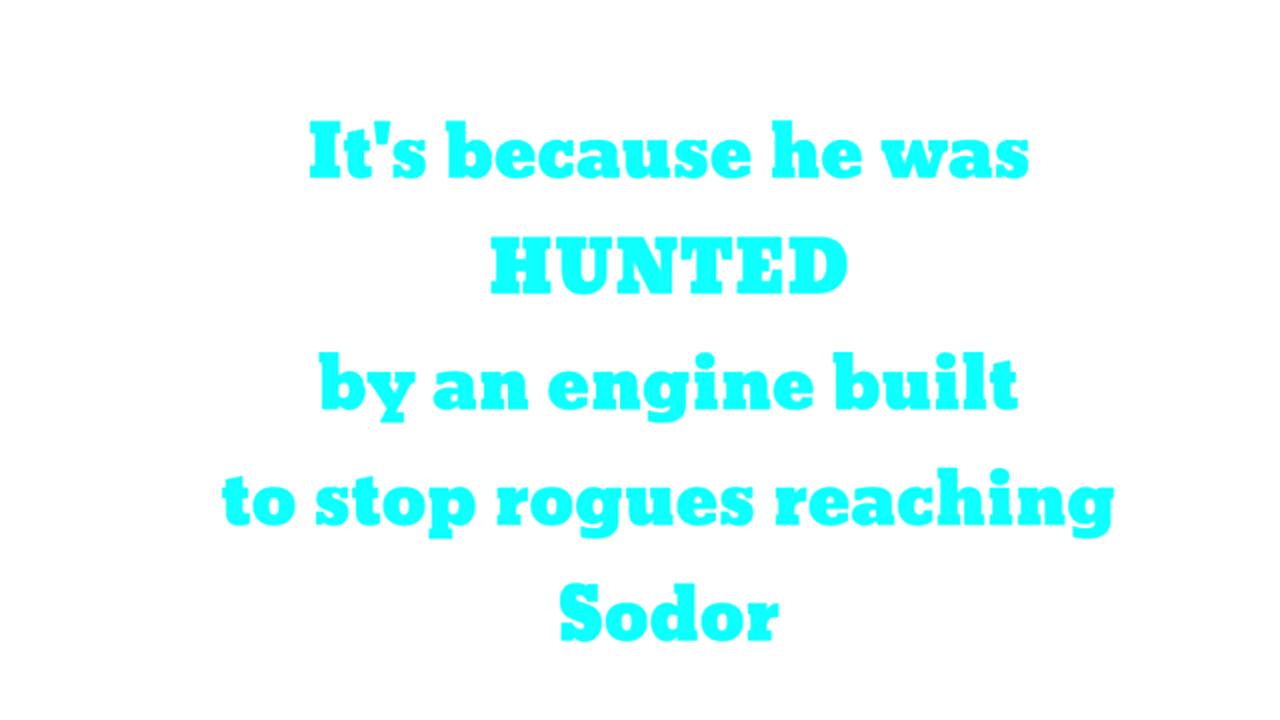 It's because he was
HUNTED
by an engine built
to stop rogues reaching
Sodor